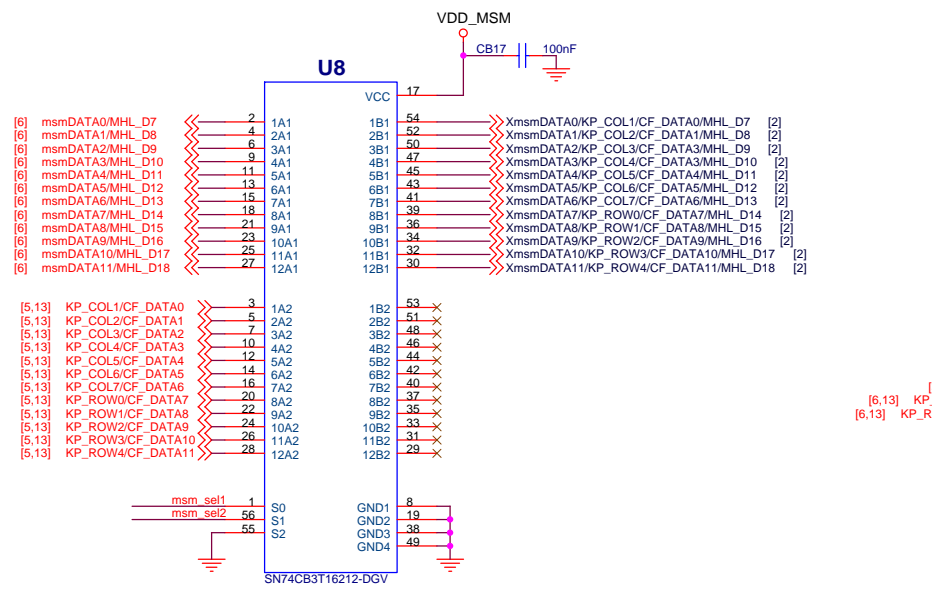 VDD_MSM
CB17 100nF
U8
VCC 17
[6] msmDATA0/MHL_D7 2 1A1 1B1 54 XmsmDATA0/KP_COL1/CF_DATA0/MHL_D7 [2]
[6] msmDATA1/MHL_D8 4 2A1 2B1 52 XmsmDATA1/KP_COL2/CF_DATA1/MHL_D8 [2]
[6] msmDATA2/MHL_D9 6 3A1 3B1 50 XmsmDATA2/KP_COL3/CF_DATA3/MHL_D9 [2]
[6] msmDATA3/MHL_D10 9 4A1 4B1 47 XmsmDATA3/KP_COL4/CF_DATA3/MHL_D10 [2]
[6] msmDATA4/MHL_D11 11 5A1 5B1 45 XmsmDATA4/KP_COL5/CF_DATA4/MHL_D11 [2]
[6] msmDATA5/MHL_D12 13 6A1 6B1 43 XmsmDATA5/KP_COL6/CF_DATA5/MHL_D12 [2]
[6] msmDATA6/MHL_D13 15 7A1 7B1 41 XmsmDATA6/KP_COL7/CF_DATA6/MHL_D13 [2]
[6] msmDATA7/MHL_D14 18 8A1 8B1 39 XmsmDATA7/KP_ROW0/CF_DATA7/MHL_D14 [2]
[6] msmDATA8/MHL_D15 21 9A1 9B1 36 XmsmDATA8/KP_ROW1/CF_DATA8/MHL_D15 [2]
[6] msmDATA9/MHL_D16 23 10A1 10B1 34 XmsmDATA9/KP_ROW2/CF_DATA9/MHL_D16 [2]
[6] msmDATA10/MHL_D17 25 11A1 11B1 32 XmsmDATA10/KP_ROW3/CF_DATA10/MHL_D17 [2]
[6] msmDATA11/MHL_D18 27 12A1 12B1 30 XmsmDATA11/KP_ROW4/CF_DATA11/MHL_D18 [2]
[5,13] KP_COL1/CF_DATA0 3 1A2 1B2 53
[5,13] KP_COL2/CF_DATA1 5 2A2 2B2 51
[5,13] KP_COL3/CF_DATA2 7 3A2 3B2 48
[5,13] KP_COL4/CF_DATA3 10 4A2 4B2 46
[5,13] KP_COL5/CF_DATA4 12 5A2 5B2 44
[5,13] KP_COL6/CF_DATA5 14 6A2 6B2 42
[5,13] KP_COL7/CF_DATA6 16 7A2 7B2 40
[5,13] KP_ROW0/CF_DATA7 20 8A2 8B2 37
[5,13] KP_ROW1/CF_DATA8 22 9A2 9B2 35
[5,13] KP_ROW2/CF_DATA9 24 10A2 10B2 33
[5,13] KP_ROW3/CF_DATA10 26 11A2 11B2 31
[5,13] KP_ROW4/CF_DATA11 28 12A2 12B2 29
[
[6,13] KP_
[6,13] KP_R
msm_sel1 1 S0 GND1 8
msm_sel2 56 S1 GND2 19
55 S2 GND3 38
GND4 49
SN74CB3T16212-DGV